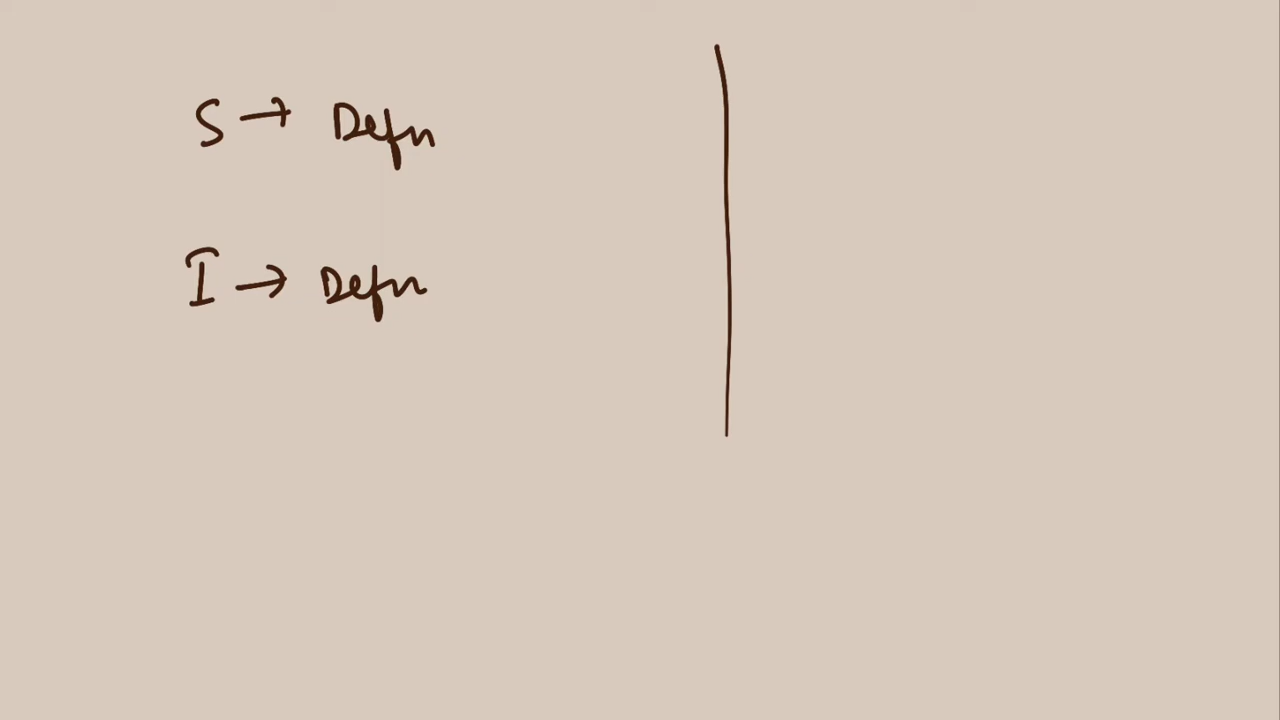 S → Defn
I → Defn